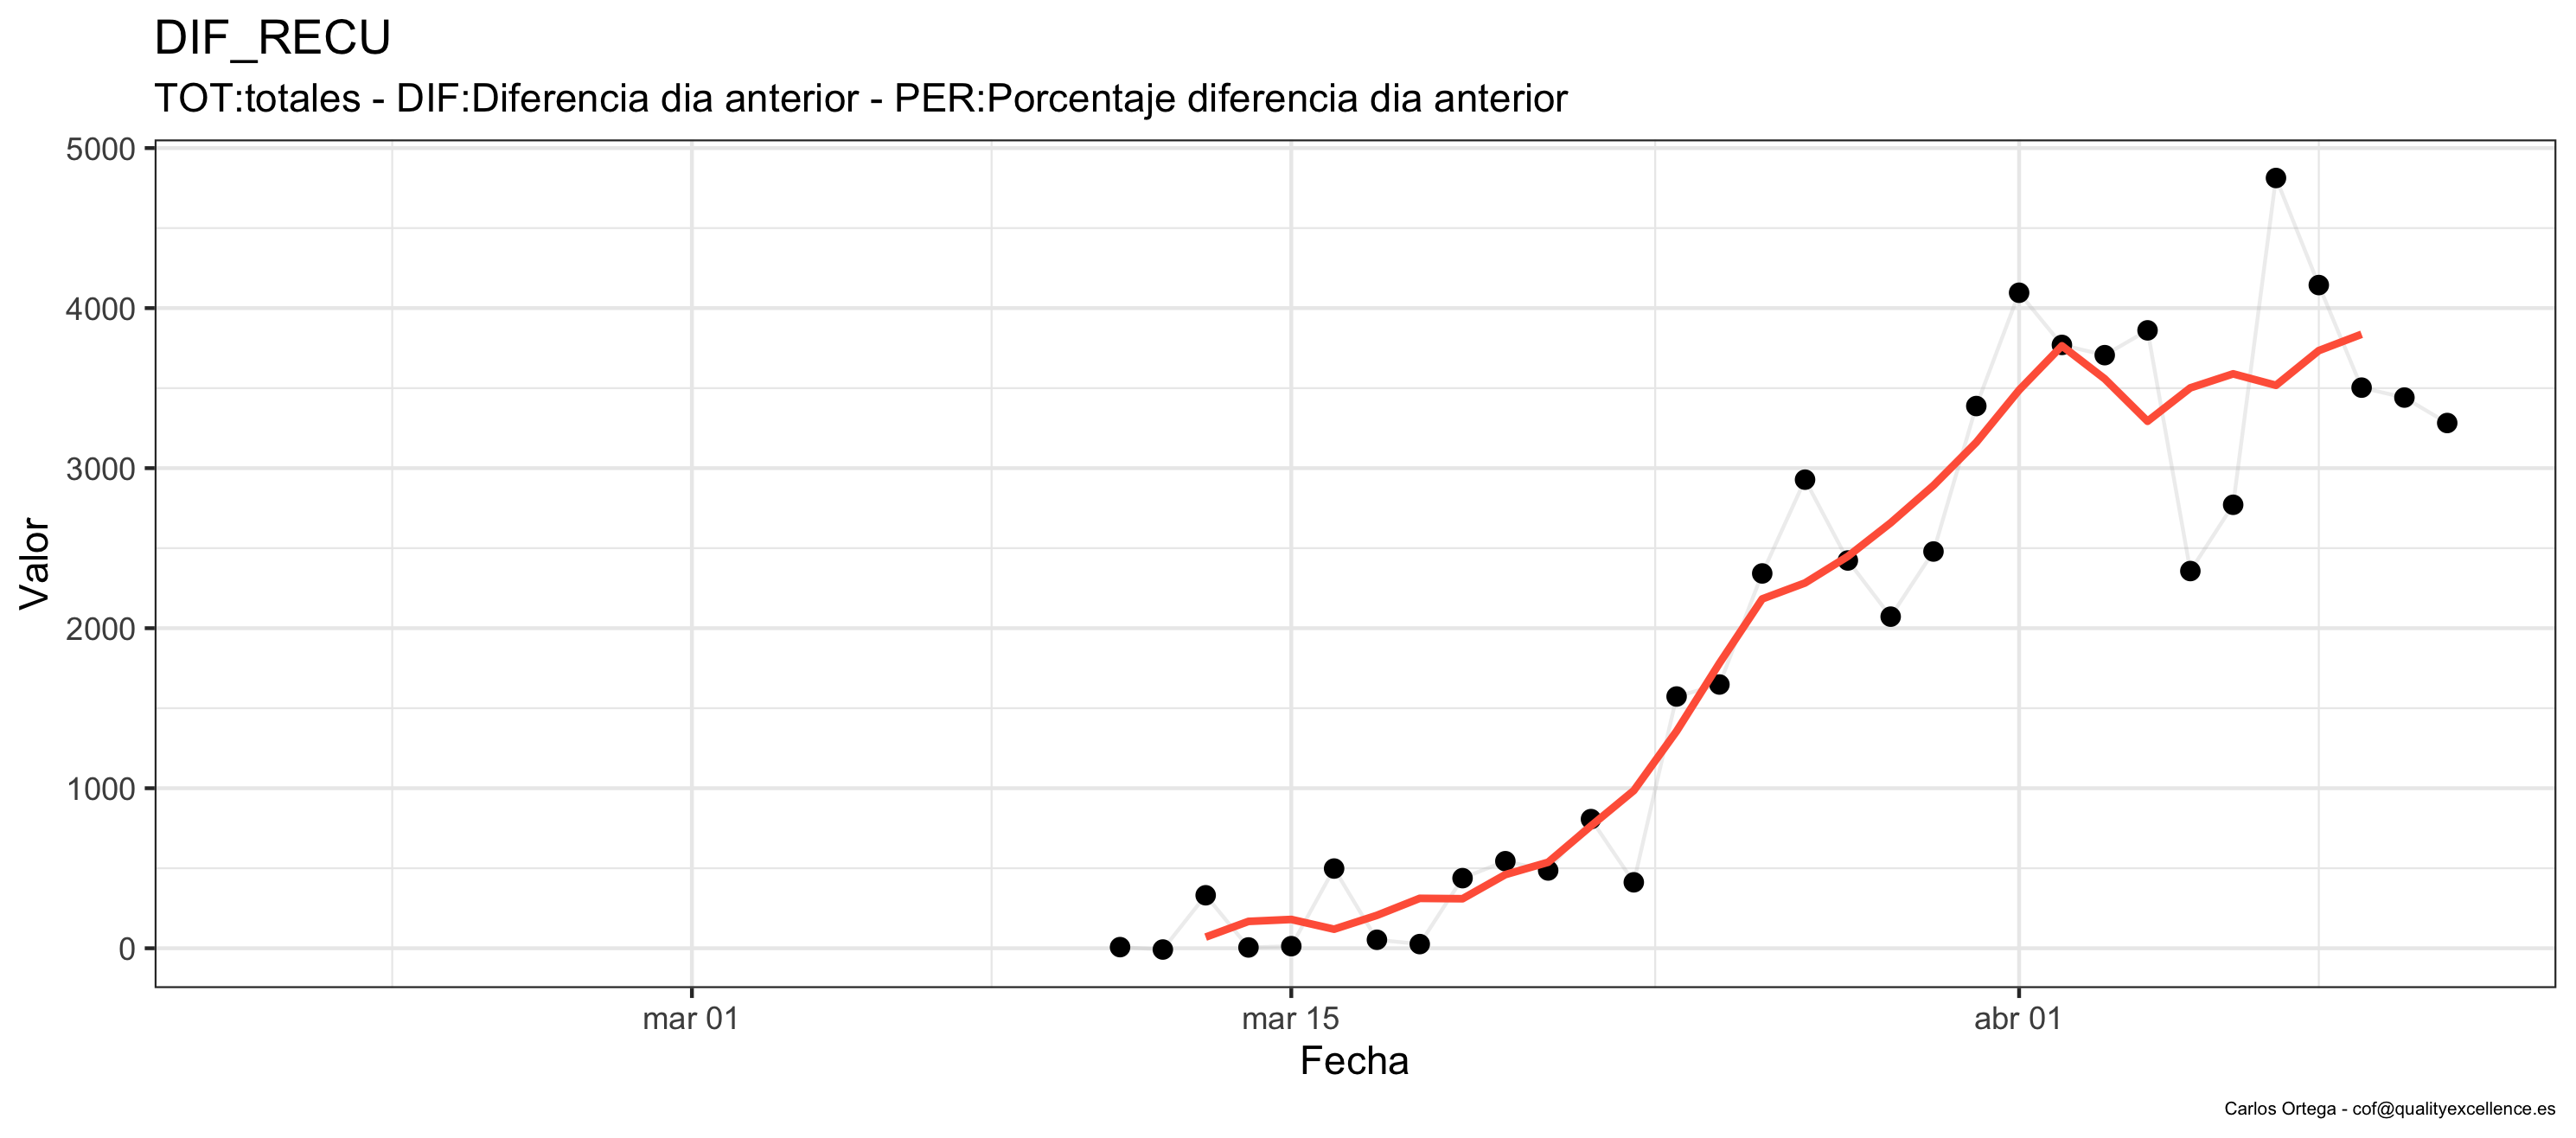 DIF_RECU
TOT:totales - DIF:Diferencia dia anterior - PER:Porcentaje diferencia dia anterior
5000
4000
3000
2000
1000
0
Valor
mar 01
mar 15
abr 01
Fecha
Carlos Ortega - cof@qualityexcellence.es